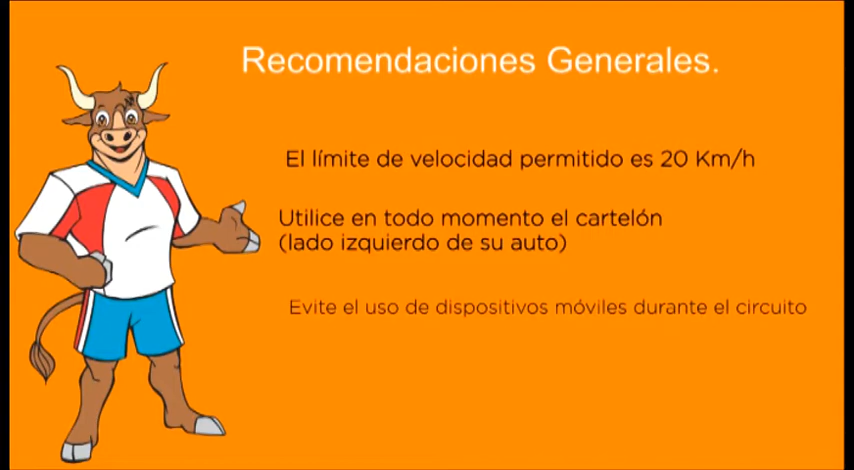 Recomendaciones Generales.
El límite de velocidad permitido es 20 Km/h
Utilice en todo momento el cartelón
(lado izquierdo de su auto)
Evite el uso de dispositivos móviles durante el circuito